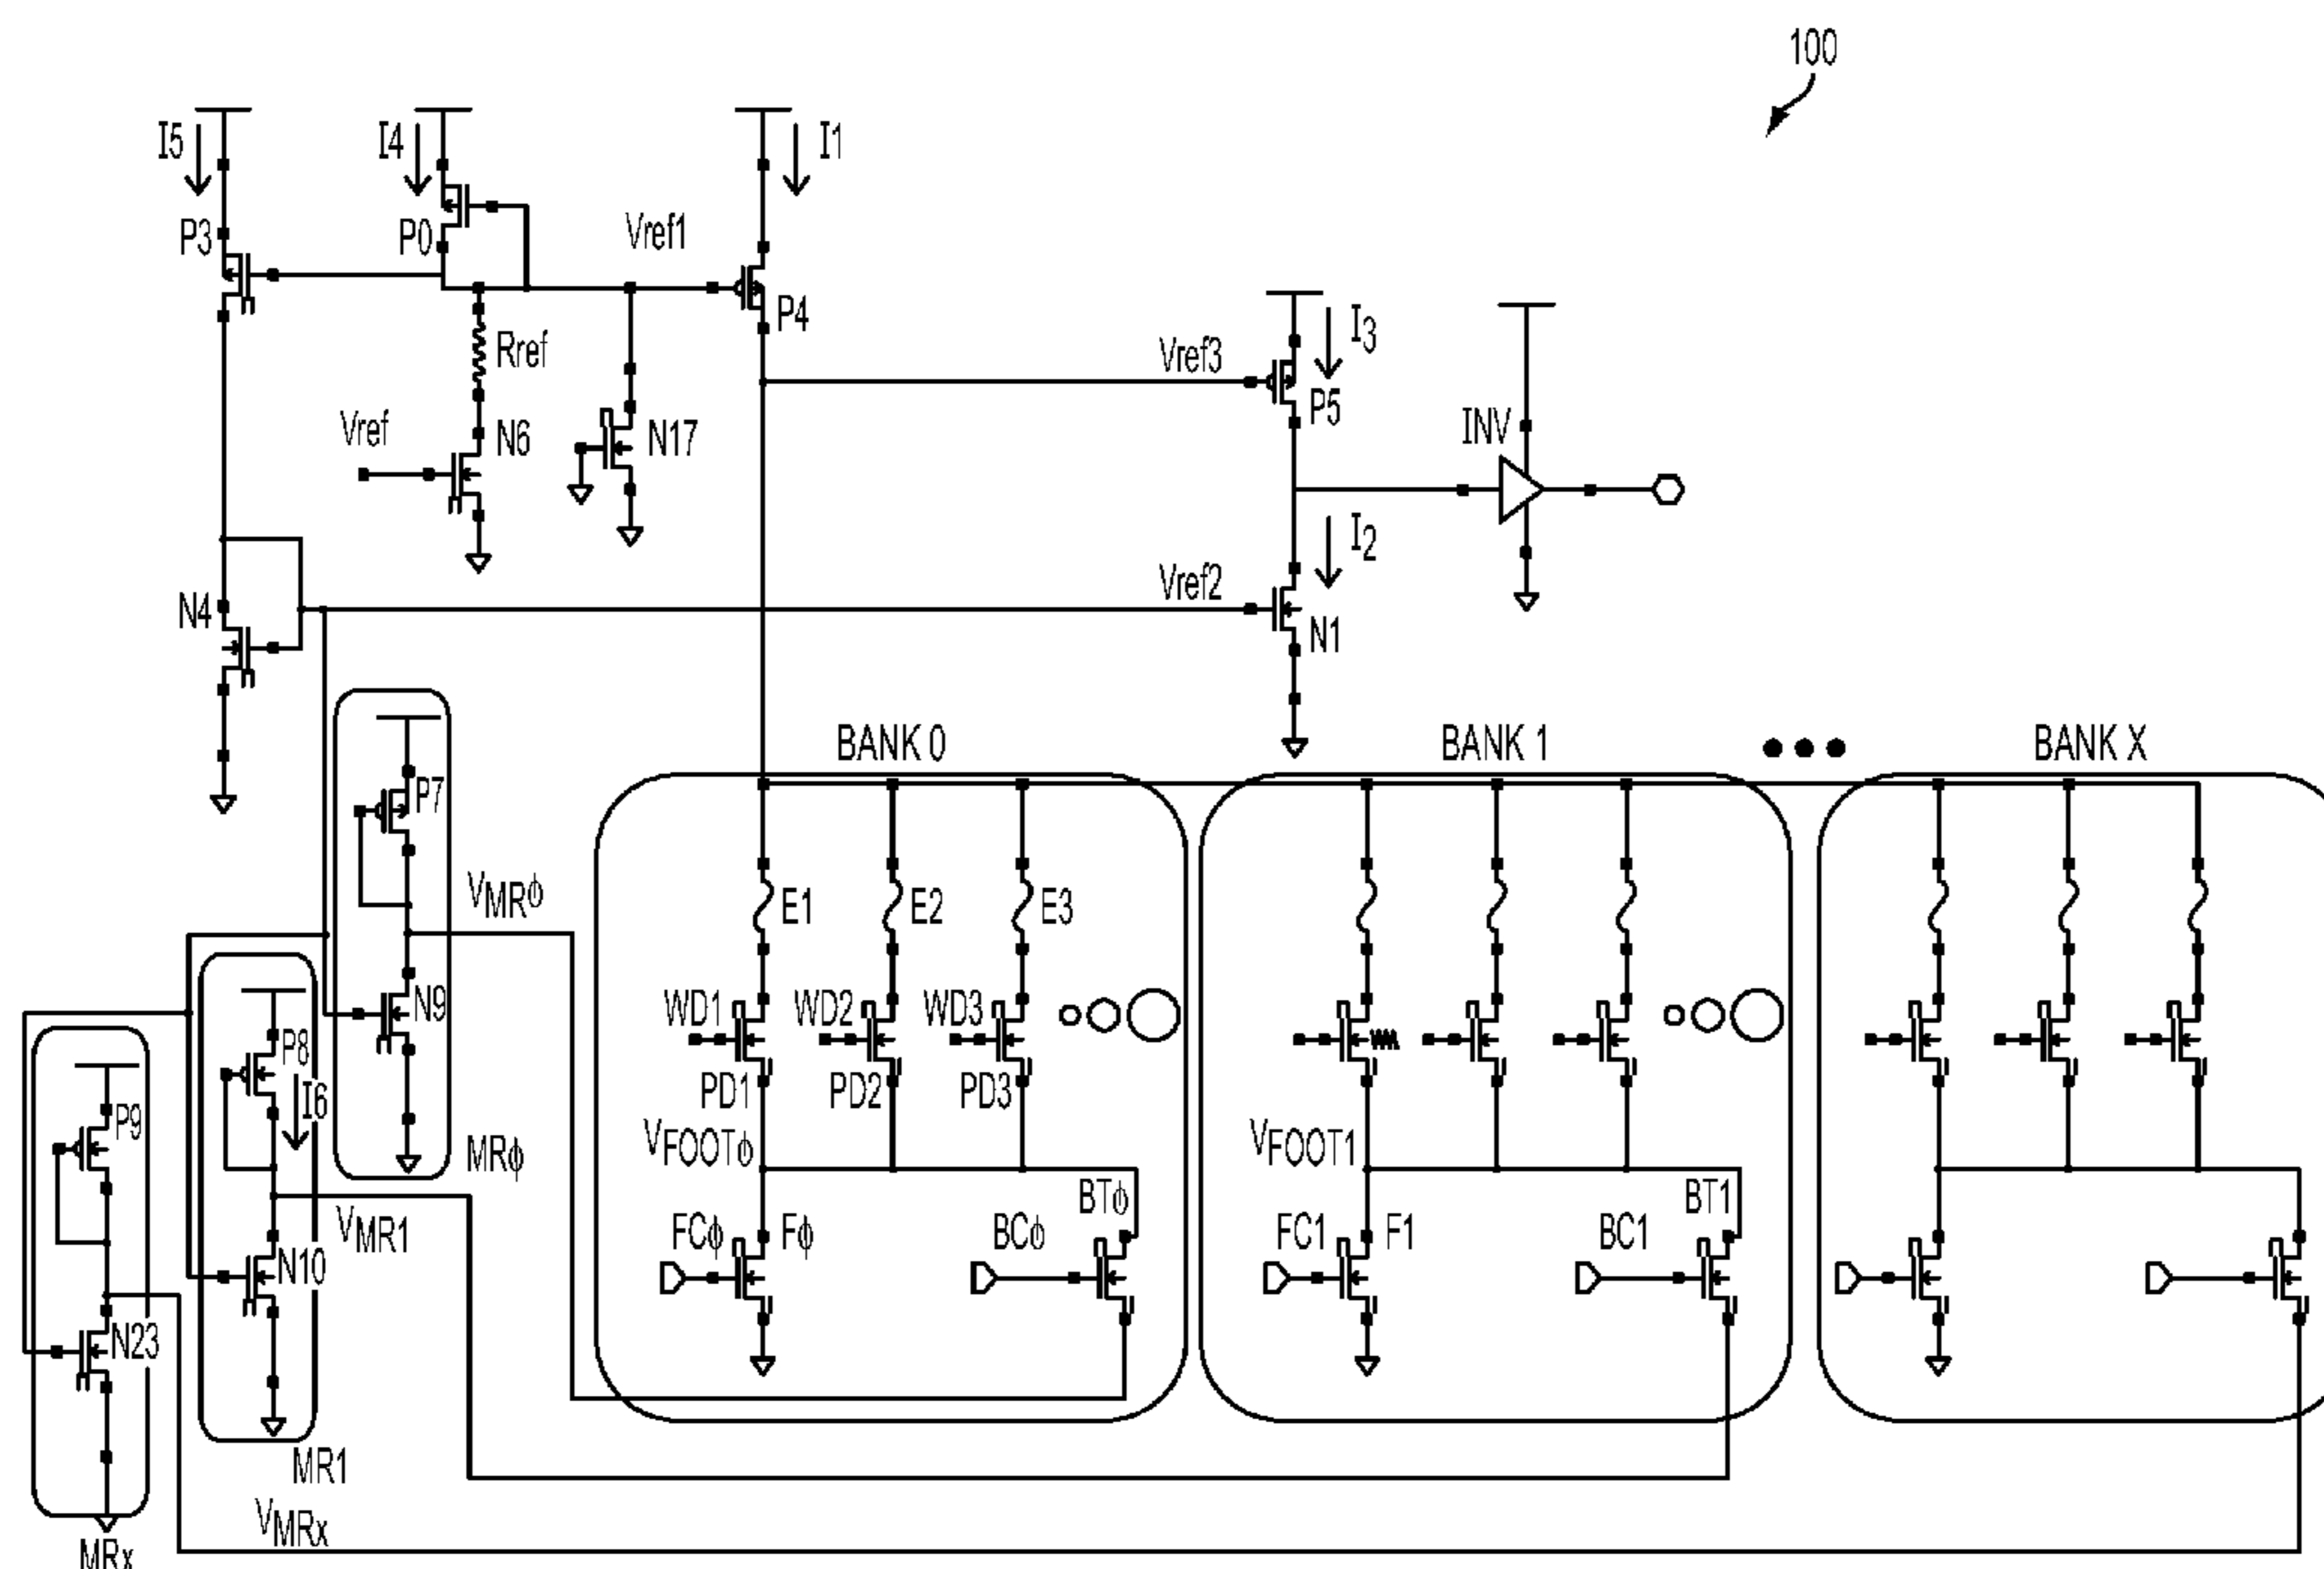 100
I5
I4
I1
P3
P0
Vref1
P4
Rref
Vref
N6
N17
Vref3
I3
P5
INV
I2
Vref2
N4
N1
BANK 0
BANK 1
BANK X
P7
VMRϕ
E1
E2
E3
N9
WD1
WD2
WD3
P8
PD1
PD2
PD3
I6
P9
MRϕ
VFOOTϕ
VFOOT1
BTϕ
BT1
VMR1
FCϕ
Fϕ
BCϕ
FC1
F1
BC1
N10
N23
MR1
VMRx
MRx